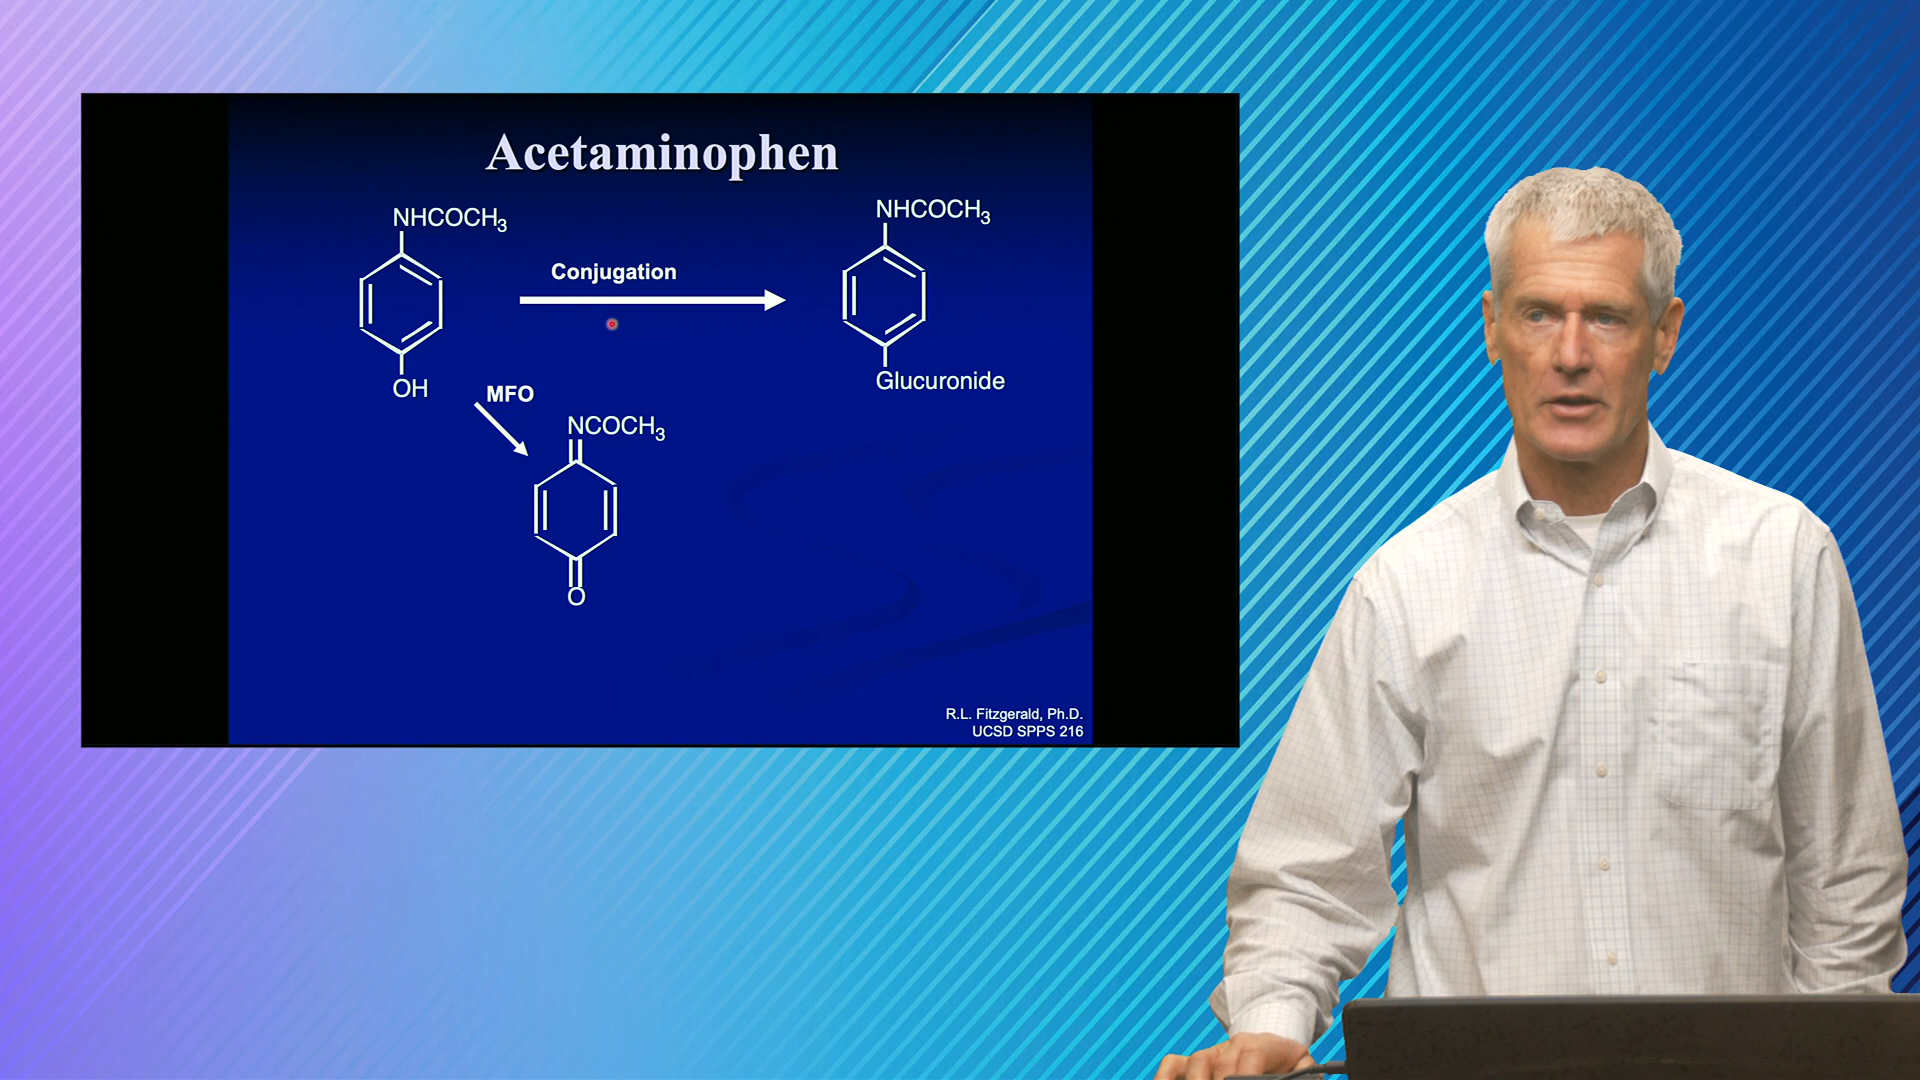 Acetaminophen
NHCOCH₃
NHCOCH₃
Conjugation
OH
Glucuronide
MFO
NCOCH₃
O
R.L. Fitzgerald, Ph.D.
UCSD SPPS 216